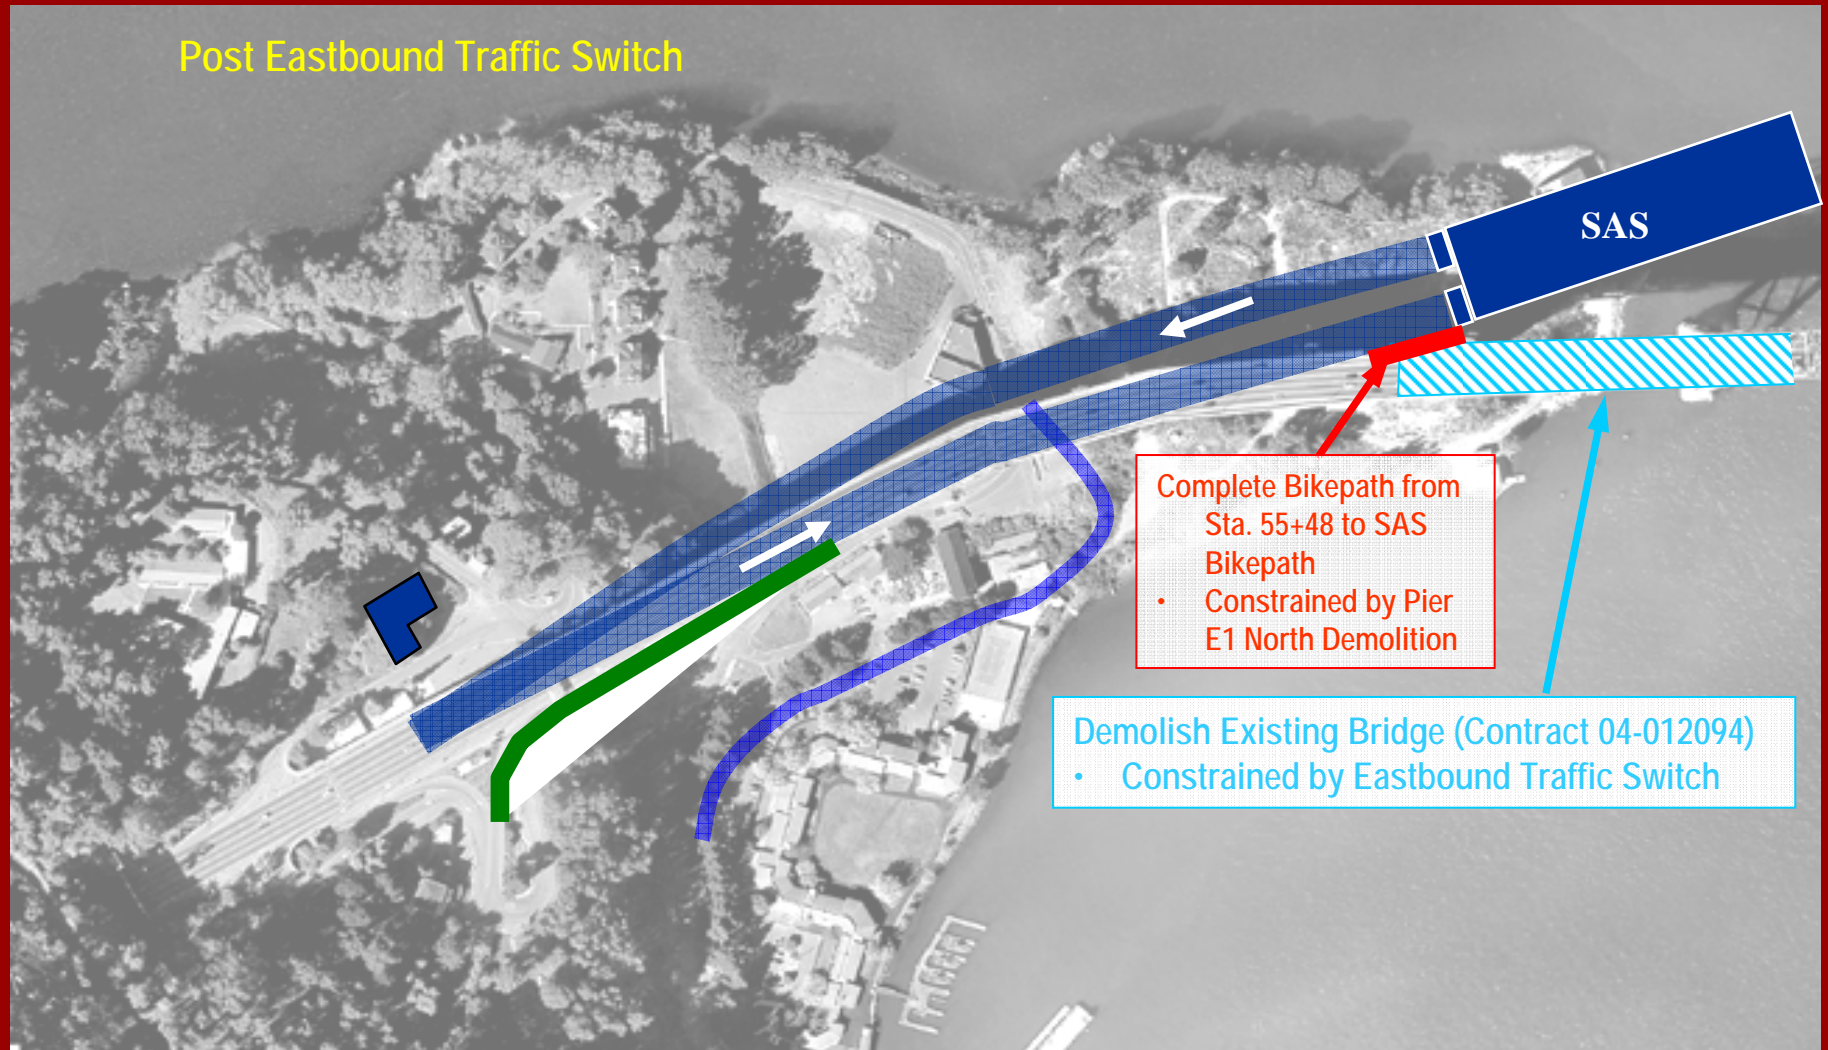 Post Eastbound Traffic Switch
SAS
Complete Bikepath from
Sta. 55+48 to SAS
Bikepath
• Constrained by Pier
E1 North Demolition
Demolish Existing Bridge (Contract 04-012094)
• Constrained by Eastbound Traffic Switch